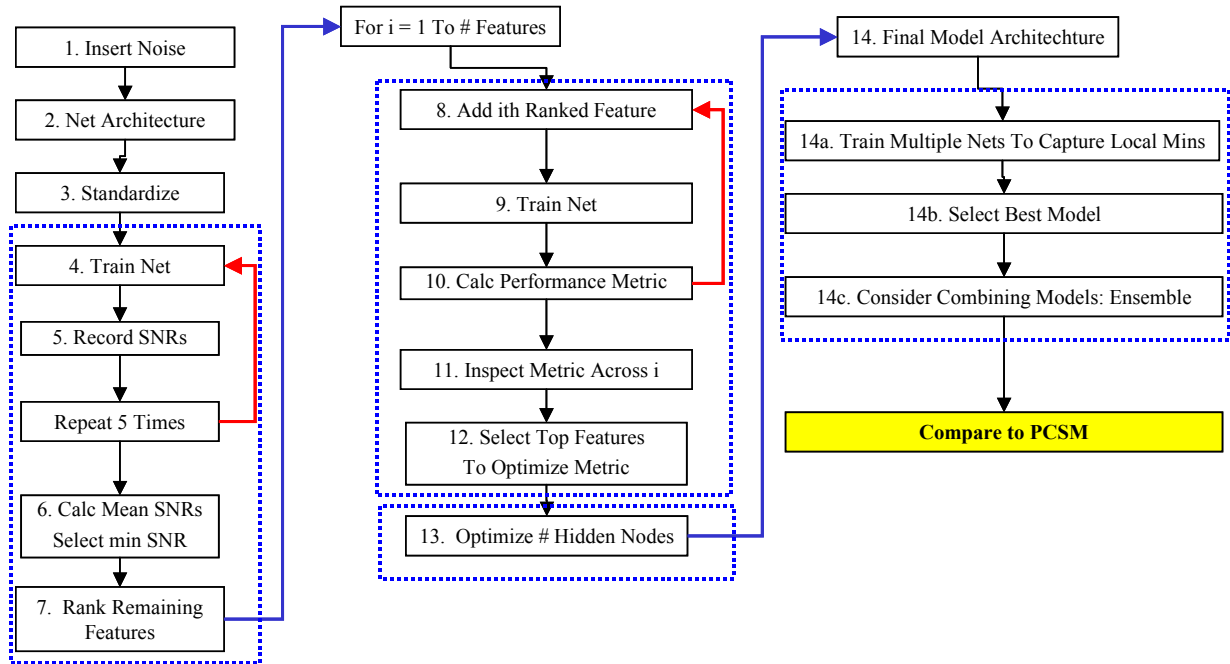 1. Insert Noise
2. Net Architecture
3. Standardize
4. Train Net
5. Record SNRs
Repeat 5 Times
6. Calc Mean SNRs
Select min SNR
7. Rank Remaining
Features
For i = 1 To # Features
8. Add ith Ranked Feature
9. Train Net
10. Calc Performance Metric
11. Inspect Metric Across i
12. Select Top Features
To Optimize Metric
13. Optimize # Hidden Nodes
14. Final Model Architechture
14a. Train Multiple Nets To Capture Local Mins
14b. Select Best Model
14c. Consider Combining Models: Ensemble
Compare to PCSM